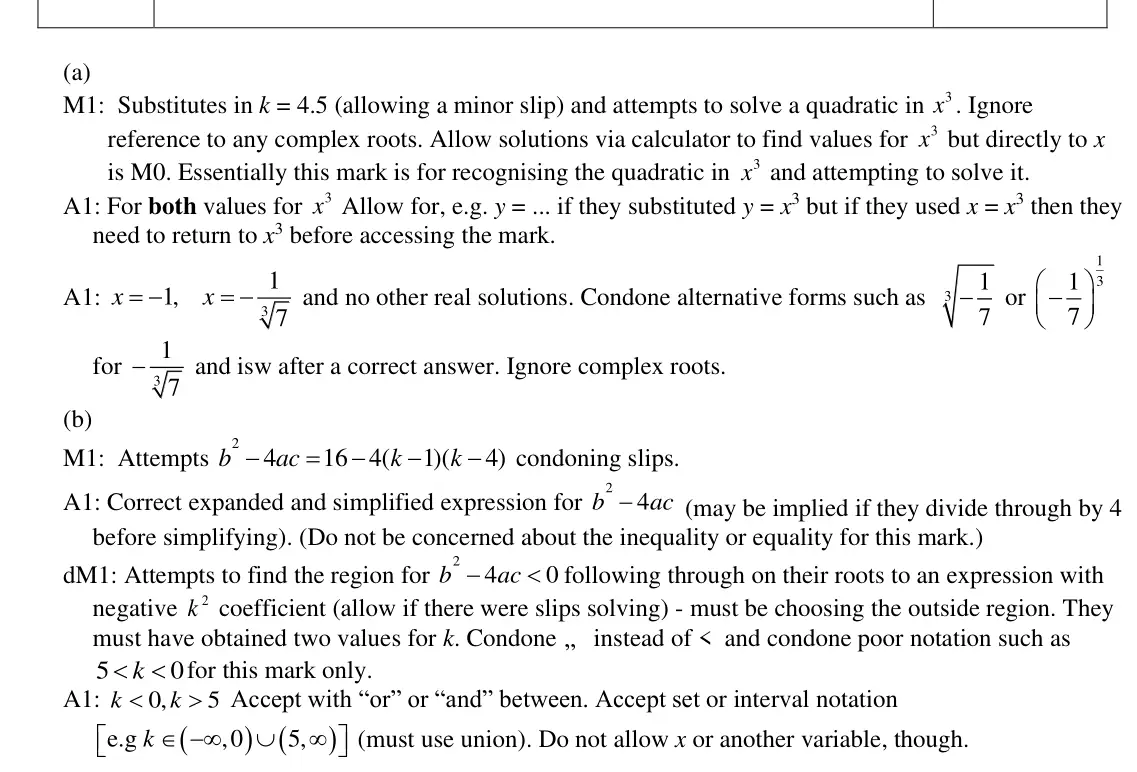 (a)
M1: Substitutes in k = 4.5 (allowing a minor slip) and attempts to solve a quadratic in x³. Ignore
reference to any complex roots. Allow solutions via calculator to find values for x³ but directly to x
is M0. Essentially this mark is for recognising the quadratic in x³ and attempting to solve it.
A1: For both values for x³ Allow for, e.g. y = ... if they substituted y = x³ but if they used x = x³ then they
need to return to x³ before accessing the mark.
A1: x = −1, x = −1/∛7 and no other real solutions. Condone alternative forms such as ∛(−1/7) or (−1/7)^(1/3)
for −1/∛7 and isw after a correct answer. Ignore complex roots.
(b)
M1: Attempts b² − 4ac = 16 − 4(k − 1)(k − 4) condoning slips.
A1: Correct expanded and simplified expression for b² − 4ac (may be implied if they divide through by 4
before simplifying). (Do not be concerned about the inequality or equality for this mark.)
dM1: Attempts to find the region for b² − 4ac < 0 following through on their roots to an expression with
negative k² coefficient (allow if there were slips solving) - must be choosing the outside region. They
must have obtained two values for k. Condone „ instead of < and condone poor notation such as
5 < k < 0 for this mark only.
A1: k < 0, k > 5 Accept with “or” or “and” between. Accept set or interval notation
[e.g k ∈ (−∞, 0) ∪ (5, ∞)] (must use union). Do not allow x or another variable, though.